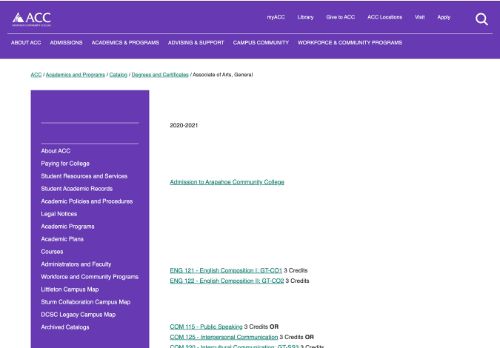 ACC
myACC Library Give to ACC ACC Locations Visit Apply
ABOUT ACC ADMISSIONS ACADEMICS & PROGRAMS ADVISING & SUPPORT CAMPUS COMMUNITY WORKFORCE & COMMUNITY PROGRAMS
ACC / Academics and Programs / Catalog / Degrees and Certificates / Associate of Arts, General
2020-2021
About ACC
Paying for College
Student Resources and Services
Student Academic Records
Academic Policies and Procedures
Legal Notices
Academic Programs
Academic Plans
Courses
Administrators and Faculty
Workforce and Community Programs
Littleton Campus Map
Sturm Collaboration Campus Map
DCSC Legacy Campus Map
Archived Catalogs
Admission to Arapahoe Community College
ENG 121 - English Composition I: GT-CO1 3 Credits
ENG 122 - English Composition II: GT-CO2 3 Credits
COM 115 - Public Speaking 3 Credits OR
COM 125 - Interpersonal Communication 3 Credits OR
COM 220 - Intercultural Communication: GT-SS3 3 Credits